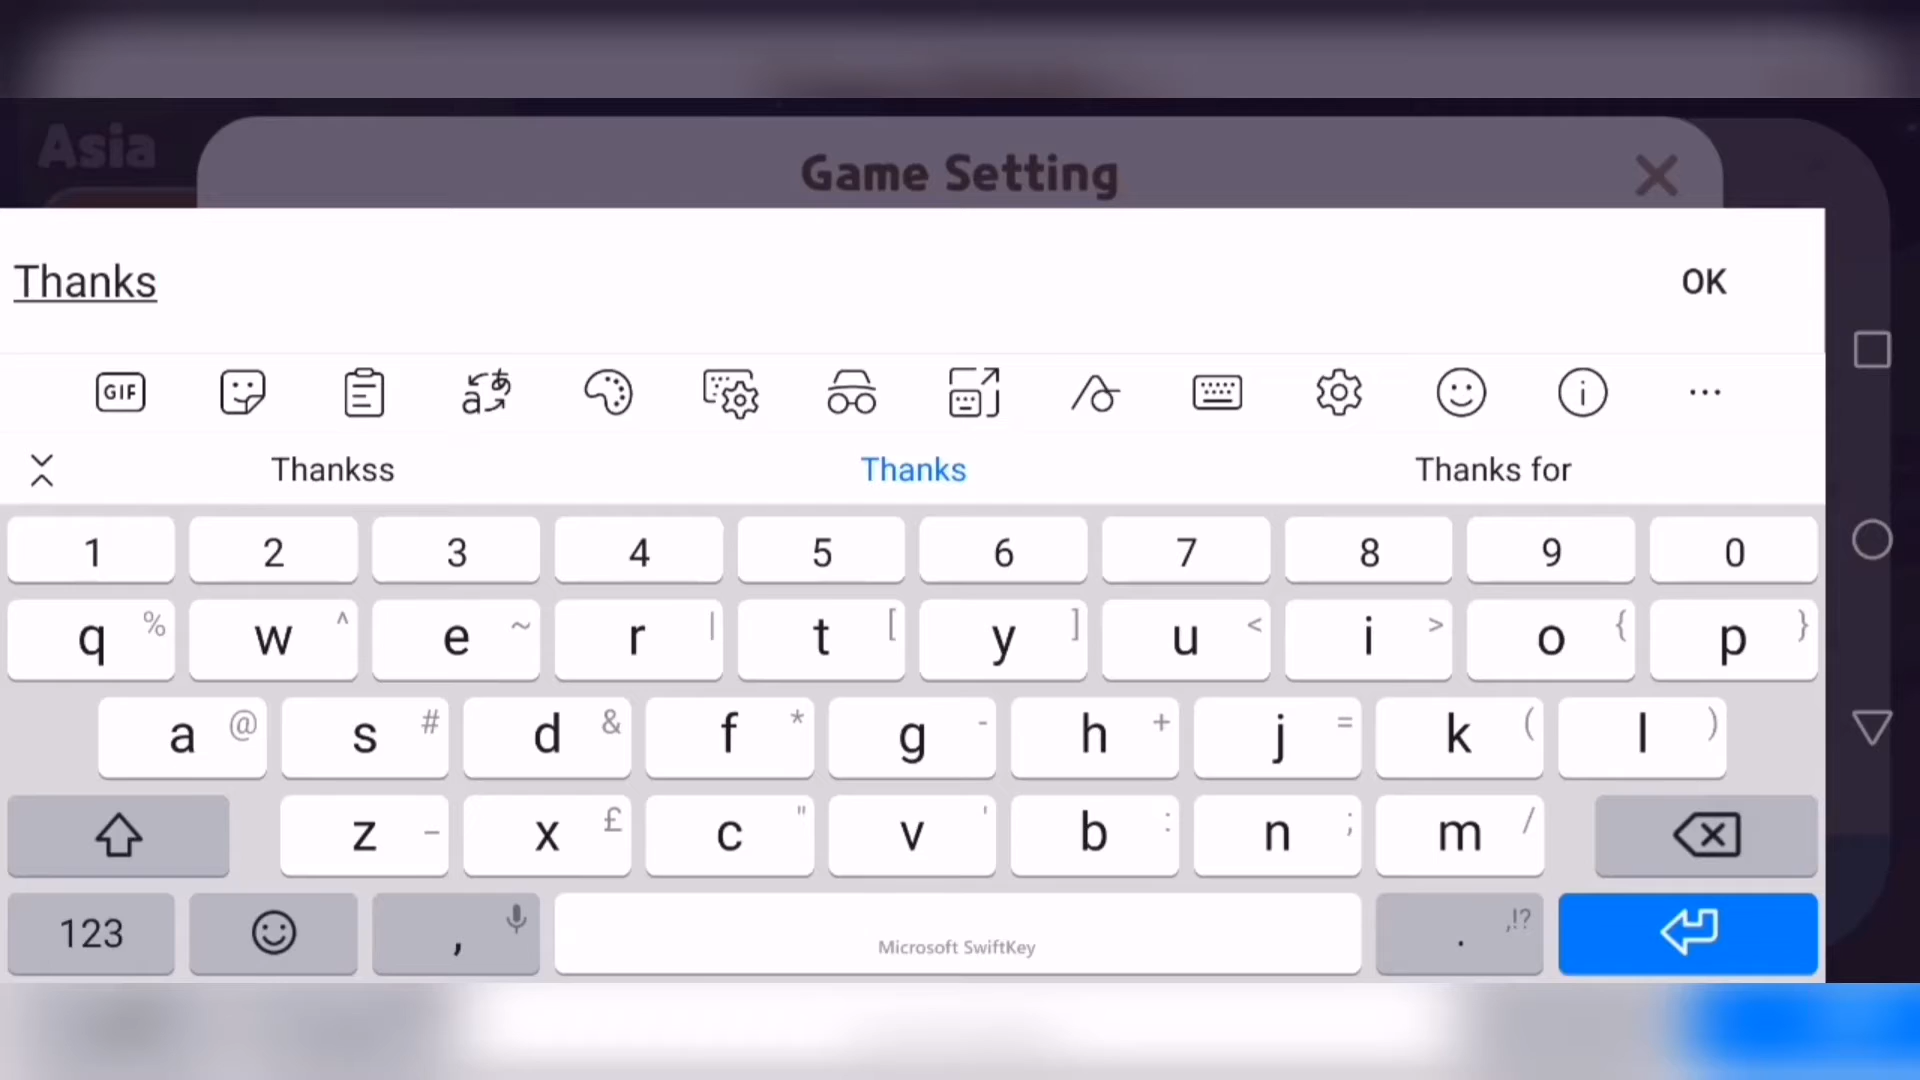 Asia
Game Setting
Thanks
OK
GIF
a あ
Thankss Thanks Thanks for
1 2 3 4 5 6 7 8 9 0
q % w ^ e ~ r | t [ y ] u < i > o { p }
a @ s # d & f * g - h + j = k ( l )
z _ x £ c " v ' b : n ; m /
123 , Microsoft SwiftKey . ,!?